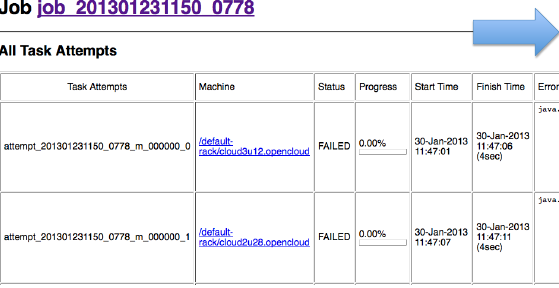 Job job_201301231150_0778
All Task Attempts
Task Attempts Machine Status Progress Start Time Finish Time Error
attempt_201301231150_0778_m_000000_0 /default-rack/cloud3u12.opencloud FAILED 0.00% 30-Jan-2013 11:47:01 30-Jan-2013 11:47:06 (4sec) java.
attempt_201301231150_0778_m_000000_1 /default-rack/cloud2u28.opencloud FAILED 0.00% 30-Jan-2013 11:47:07 30-Jan-2013 11:47:11 (4sec) java.